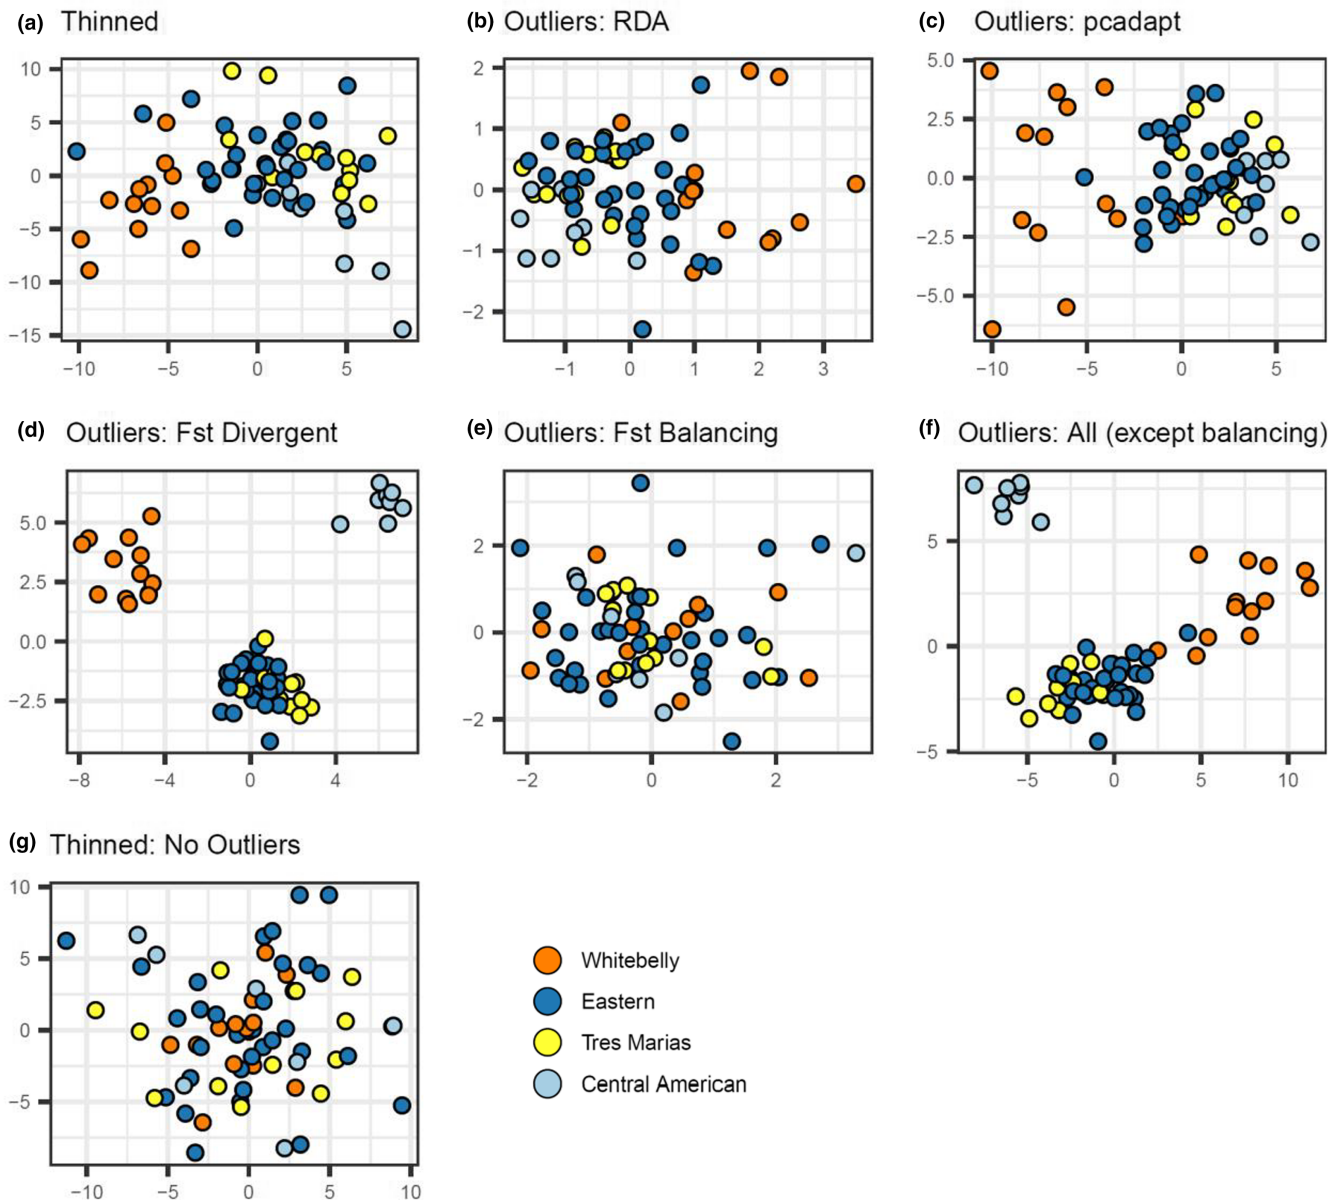 (a) Thinned
(b) Outliers: RDA
(c) Outliers: pcadapt
10
5
0
−5
−10
−15
−10 −5 0 5
2
1
0
−1
−2
−1 0 1 2 3
5.0
2.5
0.0
−2.5
−5.0
−10 −5 0 5
(d) Outliers: Fst Divergent
(e) Outliers: Fst Balancing
(f) Outliers: All (except balancing)
5.0
2.5
0.0
−2.5
−8 −4 0 4
2
0
−2
−2 0 2
5
0
−5
−5 0 5 10
(g) Thinned: No Outliers
10
5
0
−5
−10 −5 0 5 10
Whitebelly
Eastern
Tres Marias
Central American